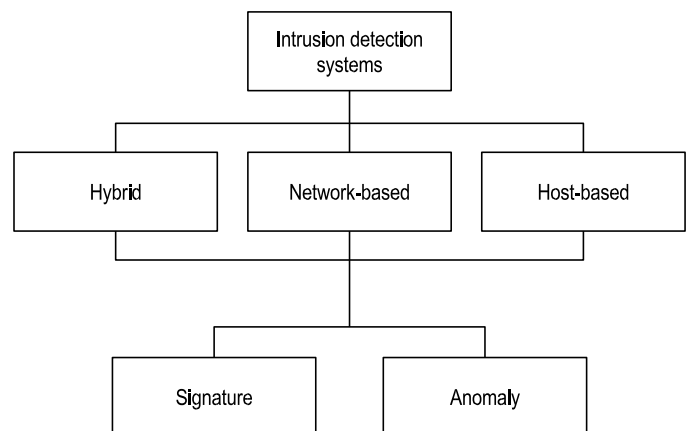 Intrusion detection
systems
Hybrid
Network-based
Host-based
Signature
Anomaly